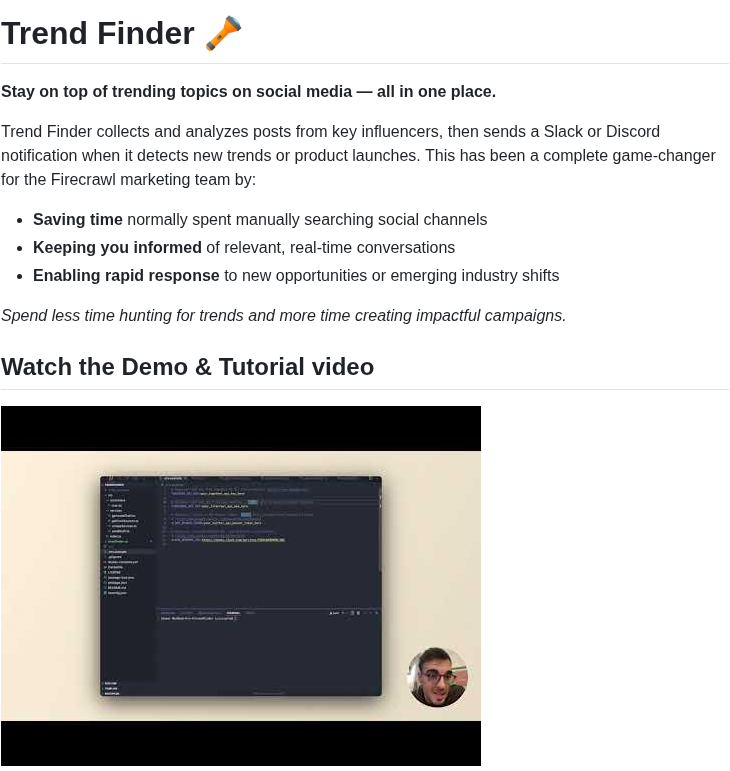 Trend Finder 🔦
Stay on top of trending topics on social media — all in one place.
Trend Finder collects and analyzes posts from key influencers, then sends a Slack or Discord
notification when it detects new trends or product launches. This has been a complete game-changer
for the Firecrawl marketing team by:
• Saving time normally spent manually searching social channels
• Keeping you informed of relevant, real-time conversations
• Enabling rapid response to new opportunities or emerging industry shifts
Spend less time hunting for trends and more time creating impactful campaigns.
Watch the Demo & Tutorial video